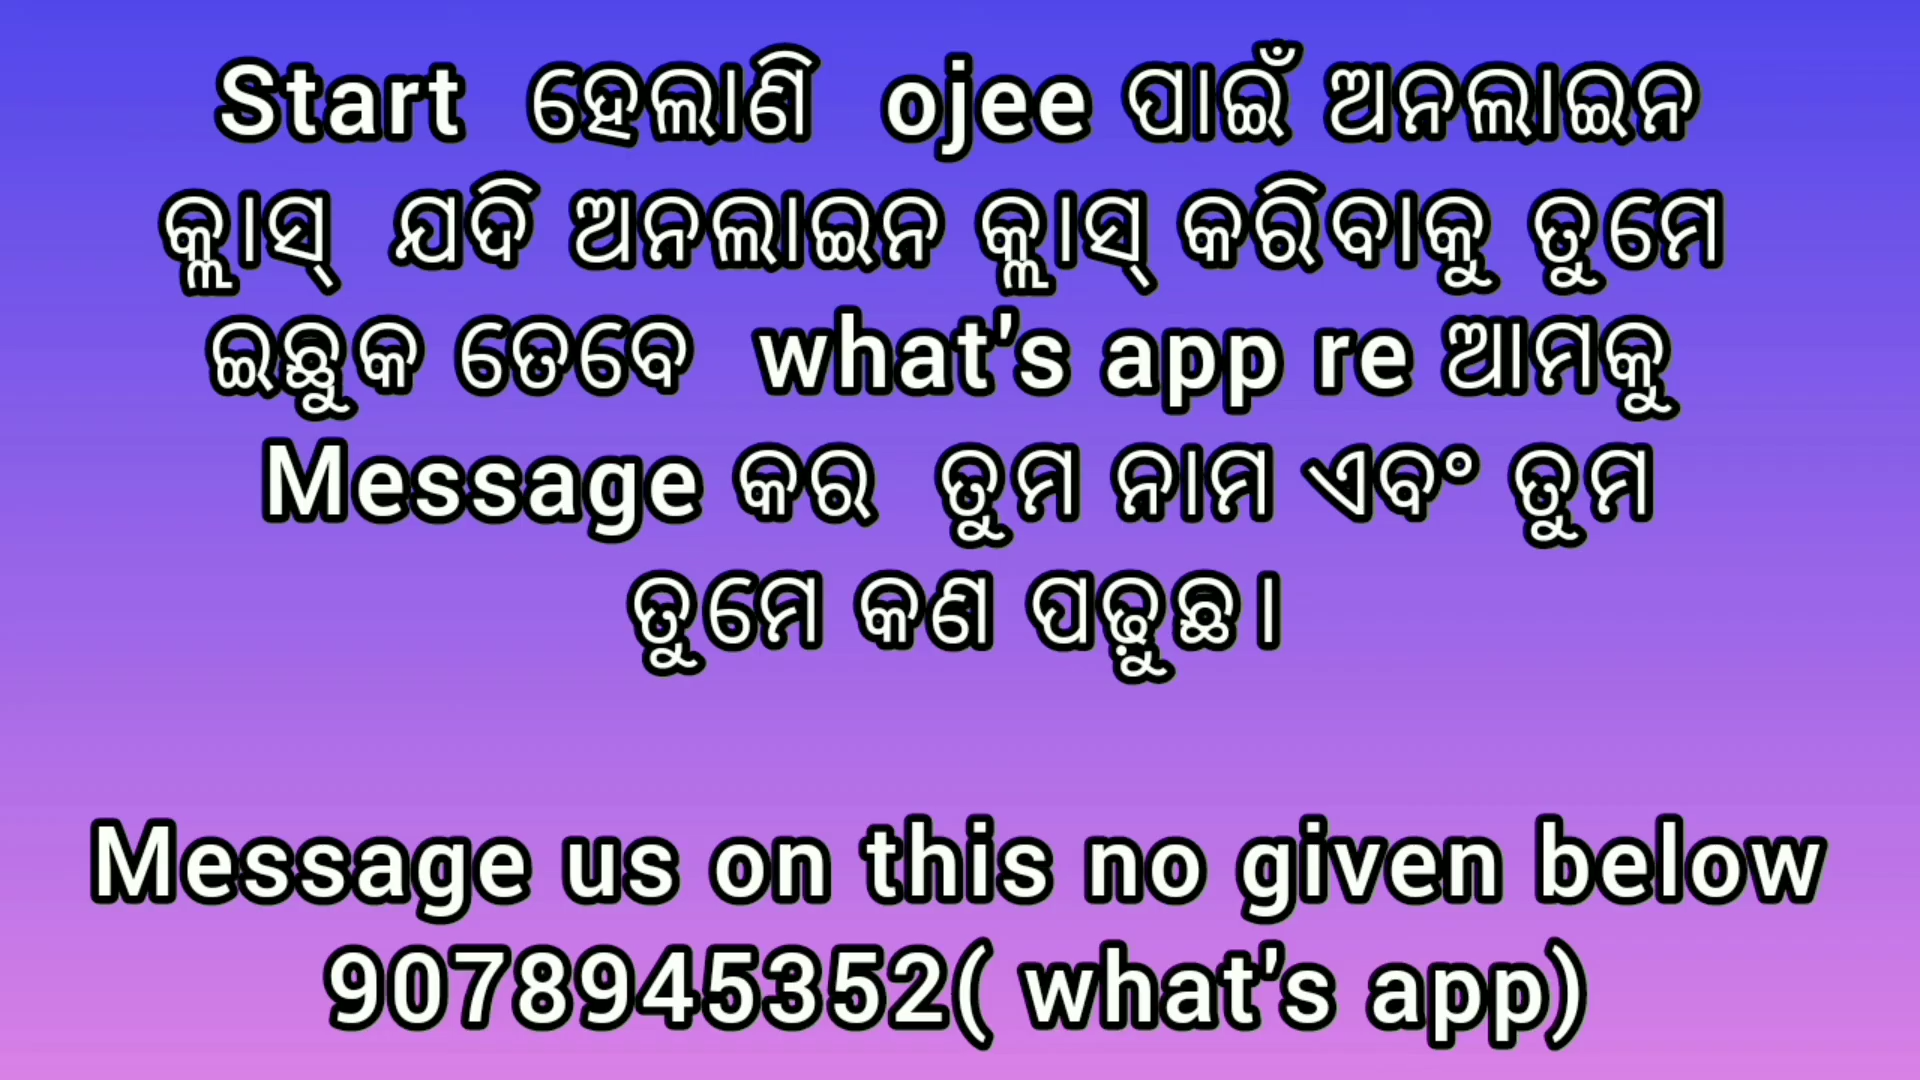 Start ହେଲାଣି ojee ପାଇଁ ଅନଲାଇନ
କ୍ଲାସ୍ ଯଦି ଅନଲାଇନ କ୍ଲାସ୍ କରିବାକୁ ତୁମେ
ଇଛୁକ ତେବେ what's app re ଆମକୁ
Message କର ତୁମ ନାମ ଏବଂ ତୁମ
ତୁମେ କଣ ପଢ଼ୁଛ।
Message us on this no given below
9078945352( what's app)